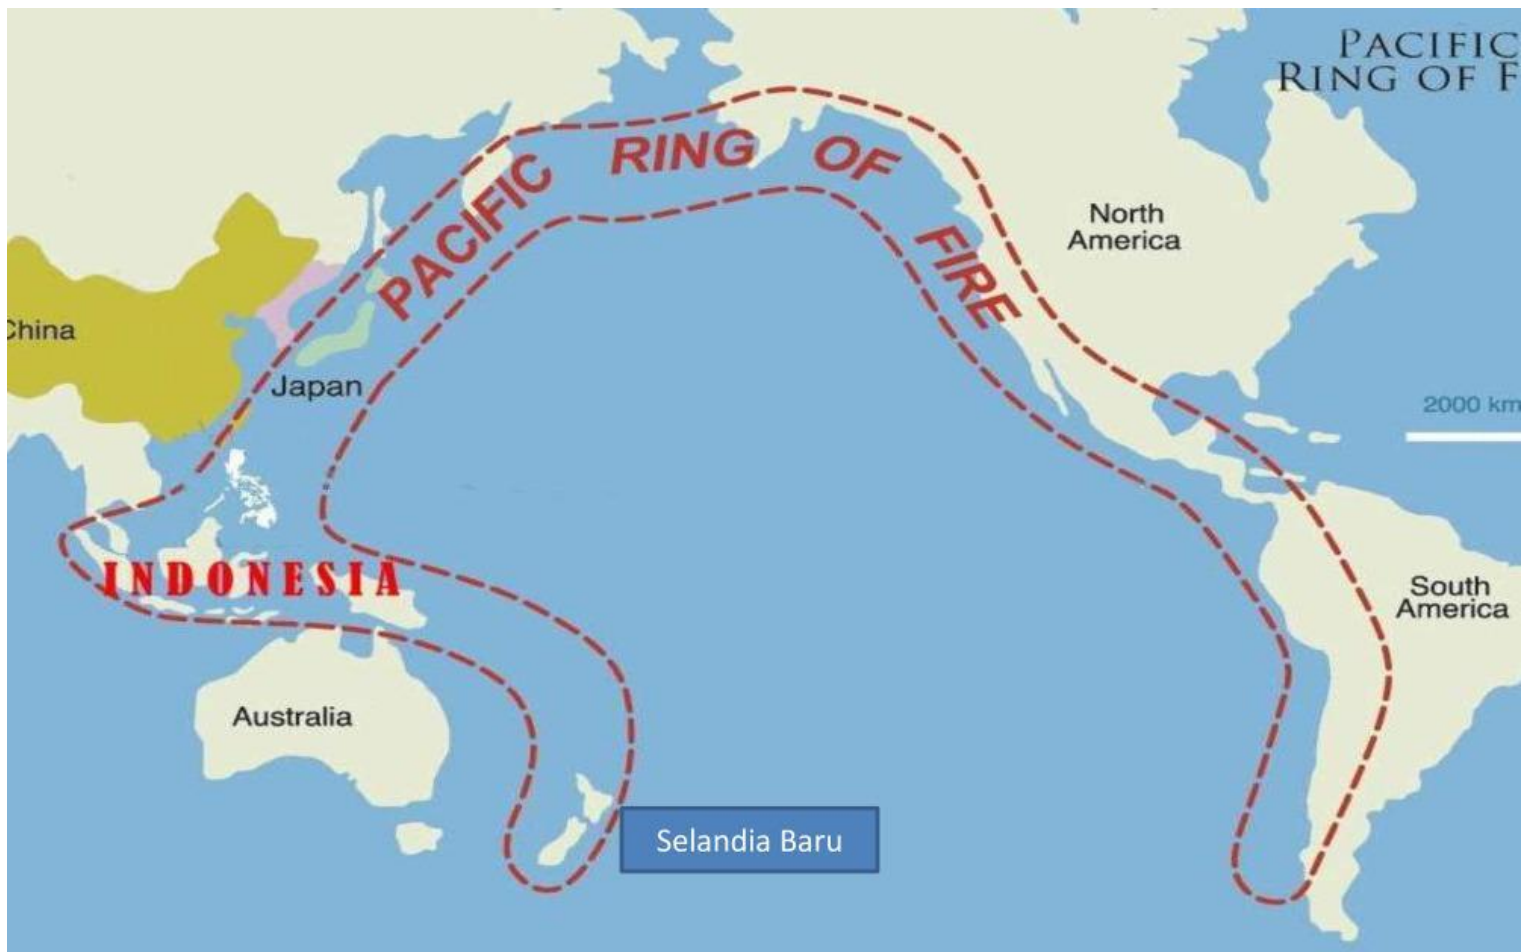 PACIFIC
RING OF F
PACIFIC RING OF FIRE
North
America
China
Japan
2000 km
INDONESIA
South
America
Australia
Selandia Baru